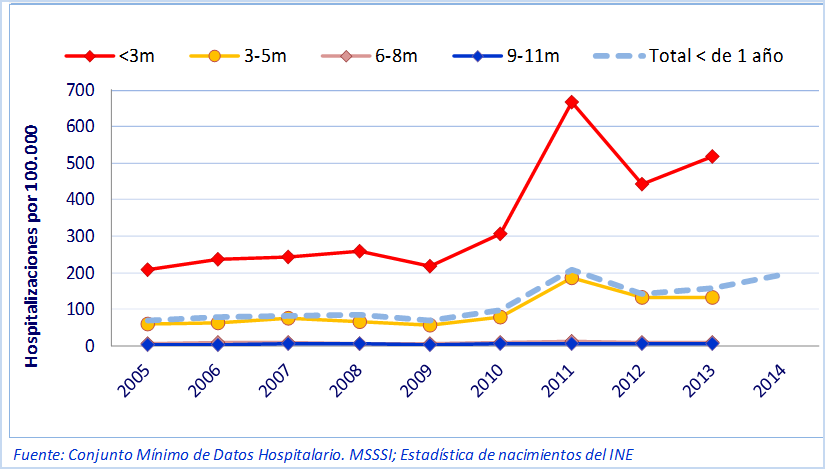 <3m 3-5m 6-8m 9-11m Total < de 1 año
Hospitalizaciones por 100.000
700
600
500
400
300
200
100
0
2005 2006 2007 2008 2009 2010 2011 2012 2013 2014
Fuente: Conjunto Mínimo de Datos Hospitalario. MSSSI; Estadística de nacimientos del INE